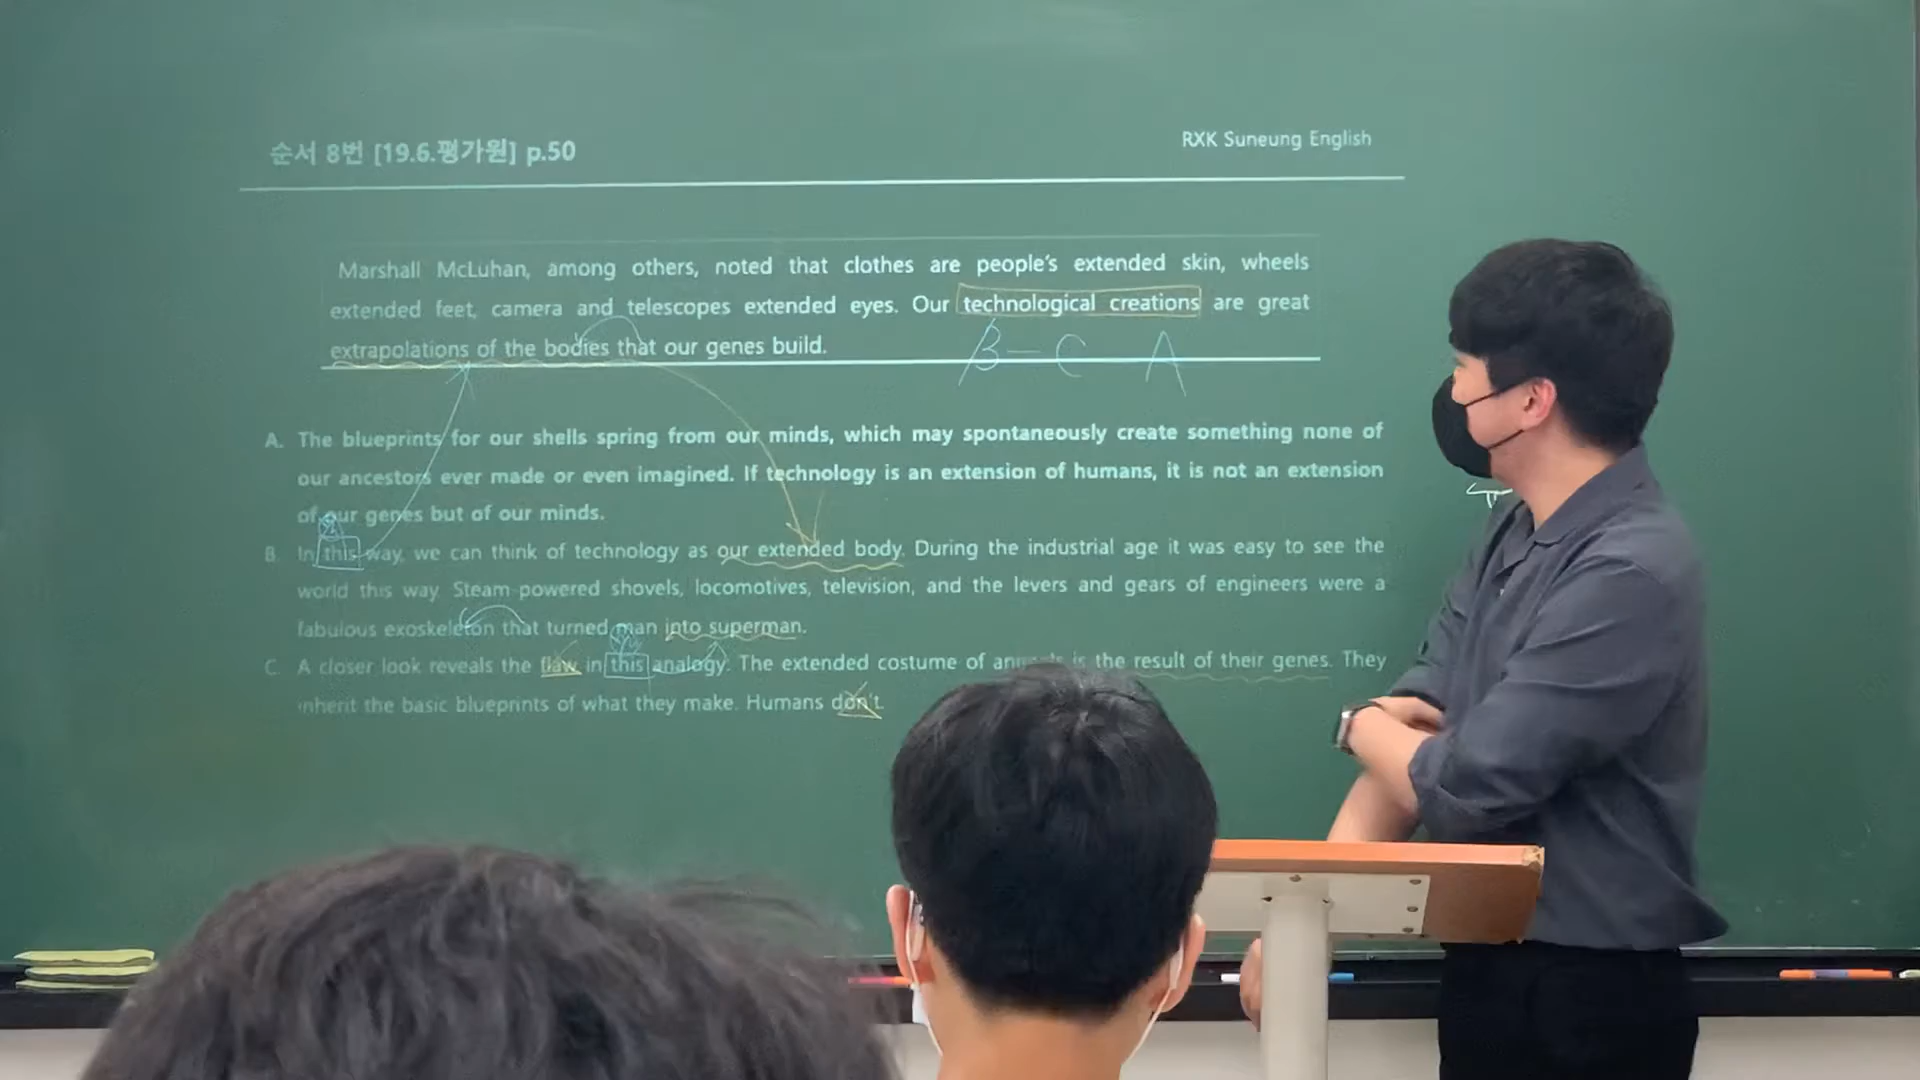 순서 8번 [19.6.평가원] p.50
RXK Suneung English
Marshall McLuhan, among others, noted that clothes are people's extended skin, wheels
extended feet, camera and telescopes extended eyes. Our technological creations are great
extrapolations of the bodies that our genes build.
B — C A
A. The blueprints for our shells spring from our minds, which may spontaneously create something none of
our ancestors ever made or even imagined. If technology is an extension of humans, it is not an extension
of our genes but of our minds.
B. In this way, we can think of technology as our extended body. During the industrial age it was easy to see the
world this way. Steam-powered shovels, locomotives, television, and the levers and gears of engineers were a
fabulous exoskeleton that turned man into superman.
C. A closer look reveals the flaw in this analogy. The extended costume of is the result of their genes. They
inherit the basic blueprints of what they make. Humans don't.